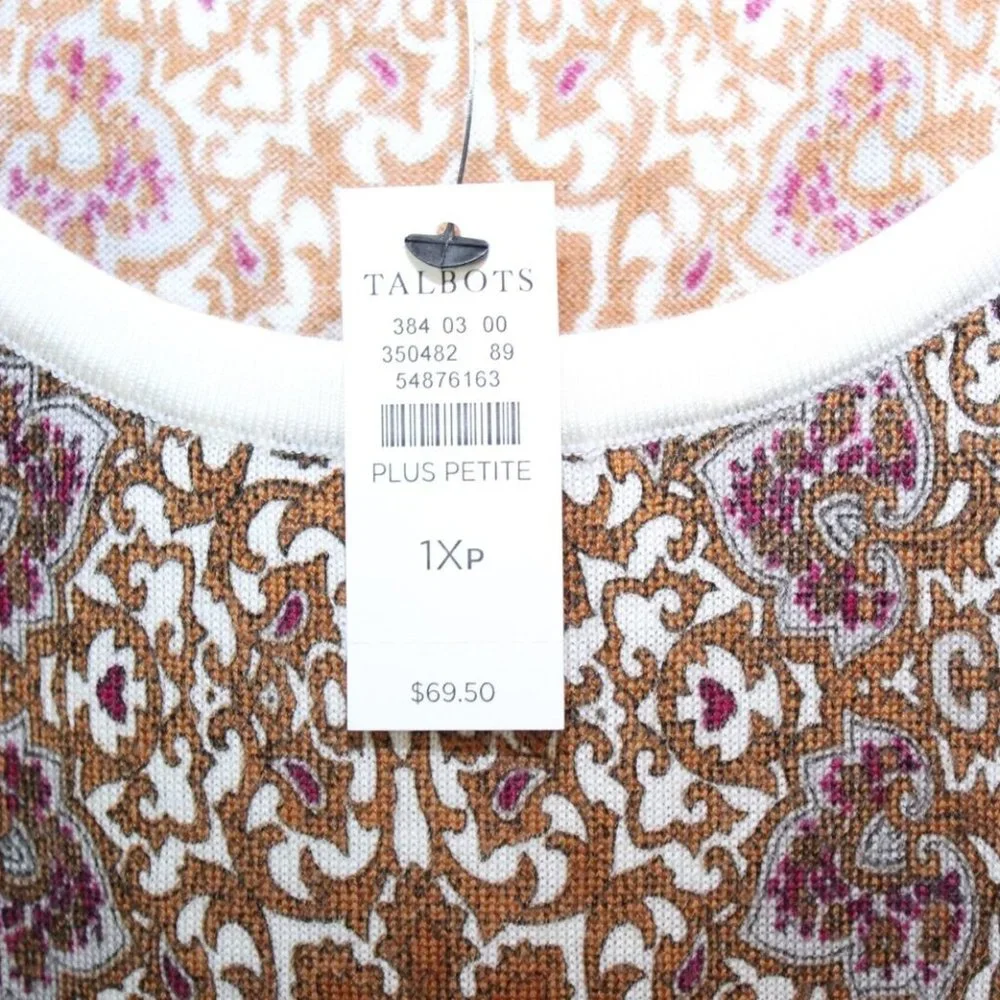 TALBOTS
384 03 00
350482 89
54876163
PLUS PETITE
1XP
$69.50